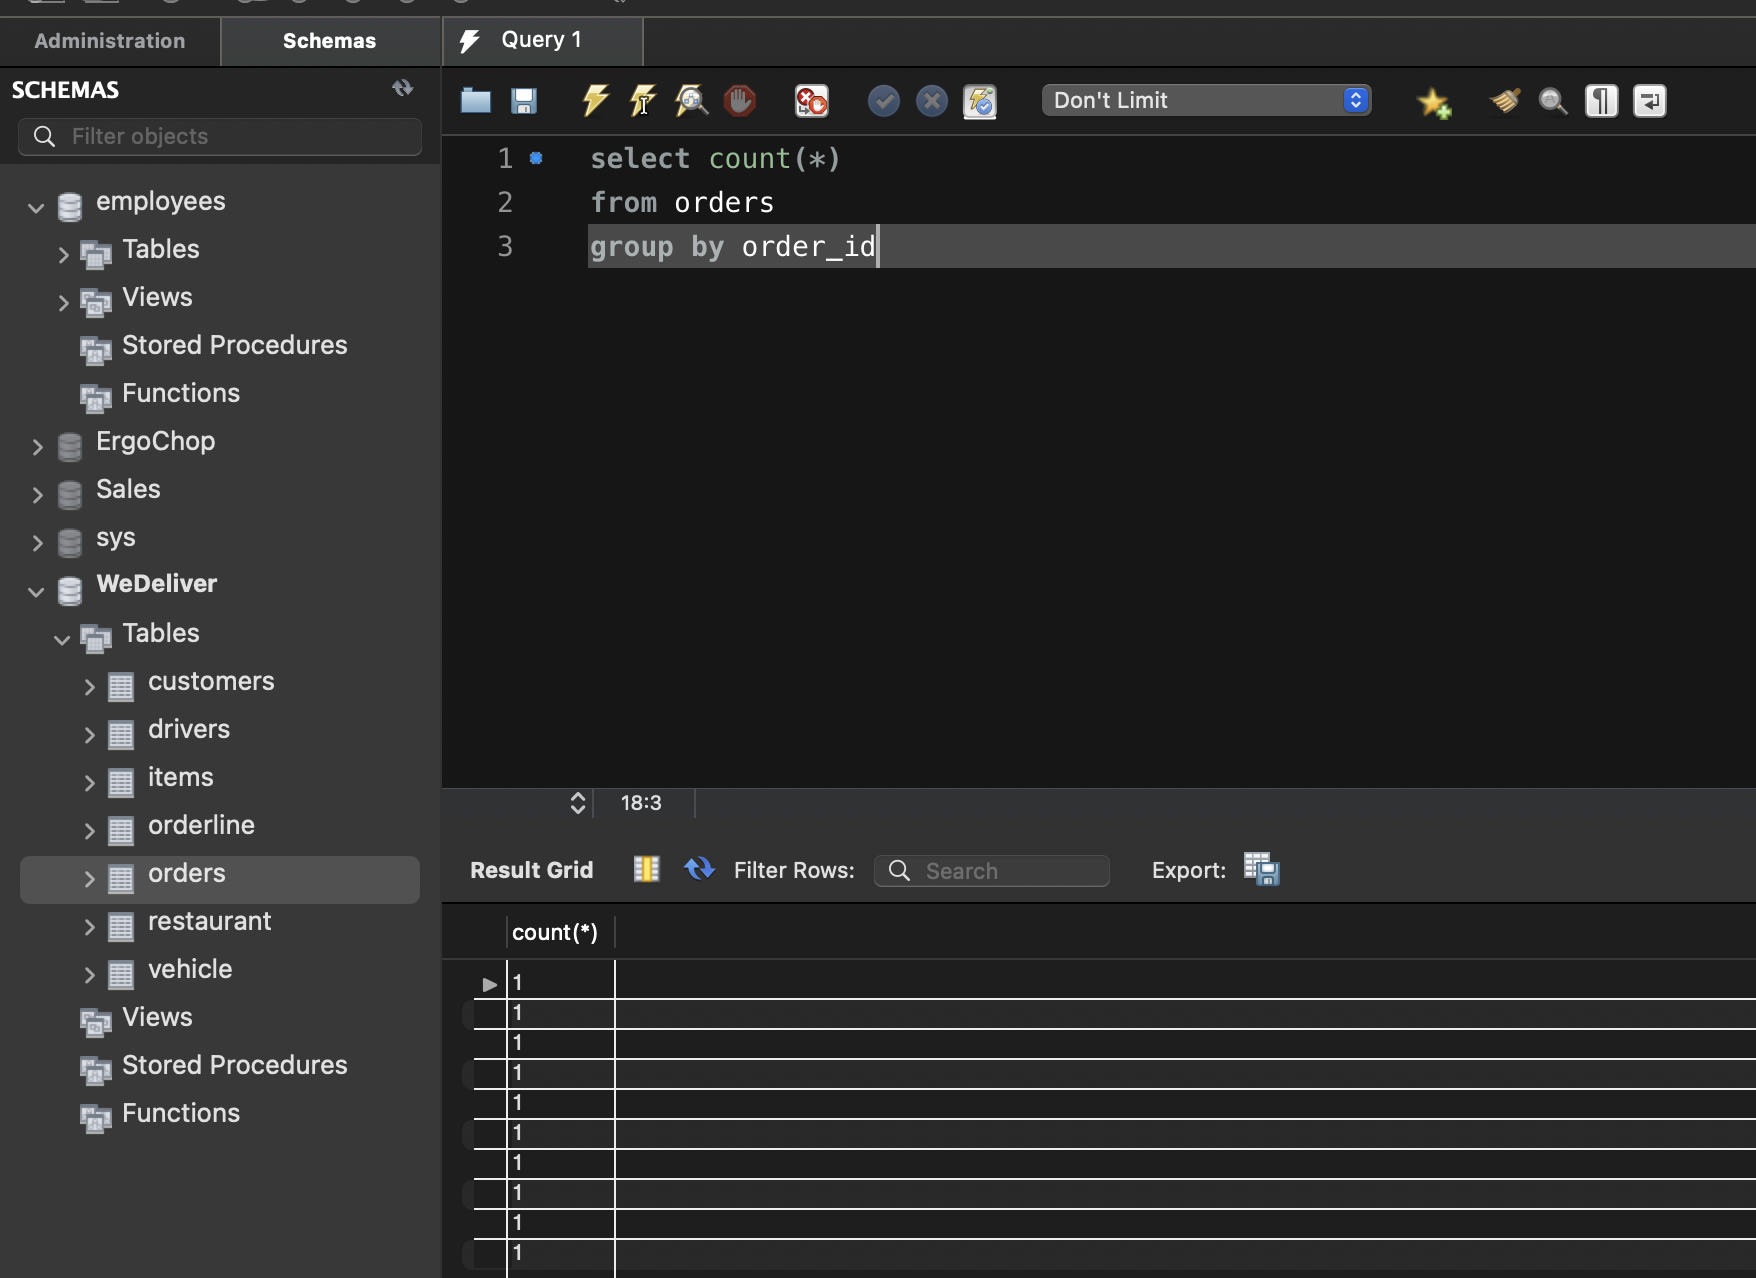 Administration
Schemas
Query 1
SCHEMAS
Don't Limit
Filter objects
employees
Tables
Views
Stored Procedures
Functions
ErgoChop
Sales
sys
WeDeliver
Tables
customers
drivers
items
orderline
orders
restaurant
vehicle
Views
Stored Procedures
Functions
1 select count(*)
2 from orders
3 group by order_id
18:3
Result Grid Filter Rows: Search Export:
count(*)
1
1
1
1
1
1
1
1
1
1